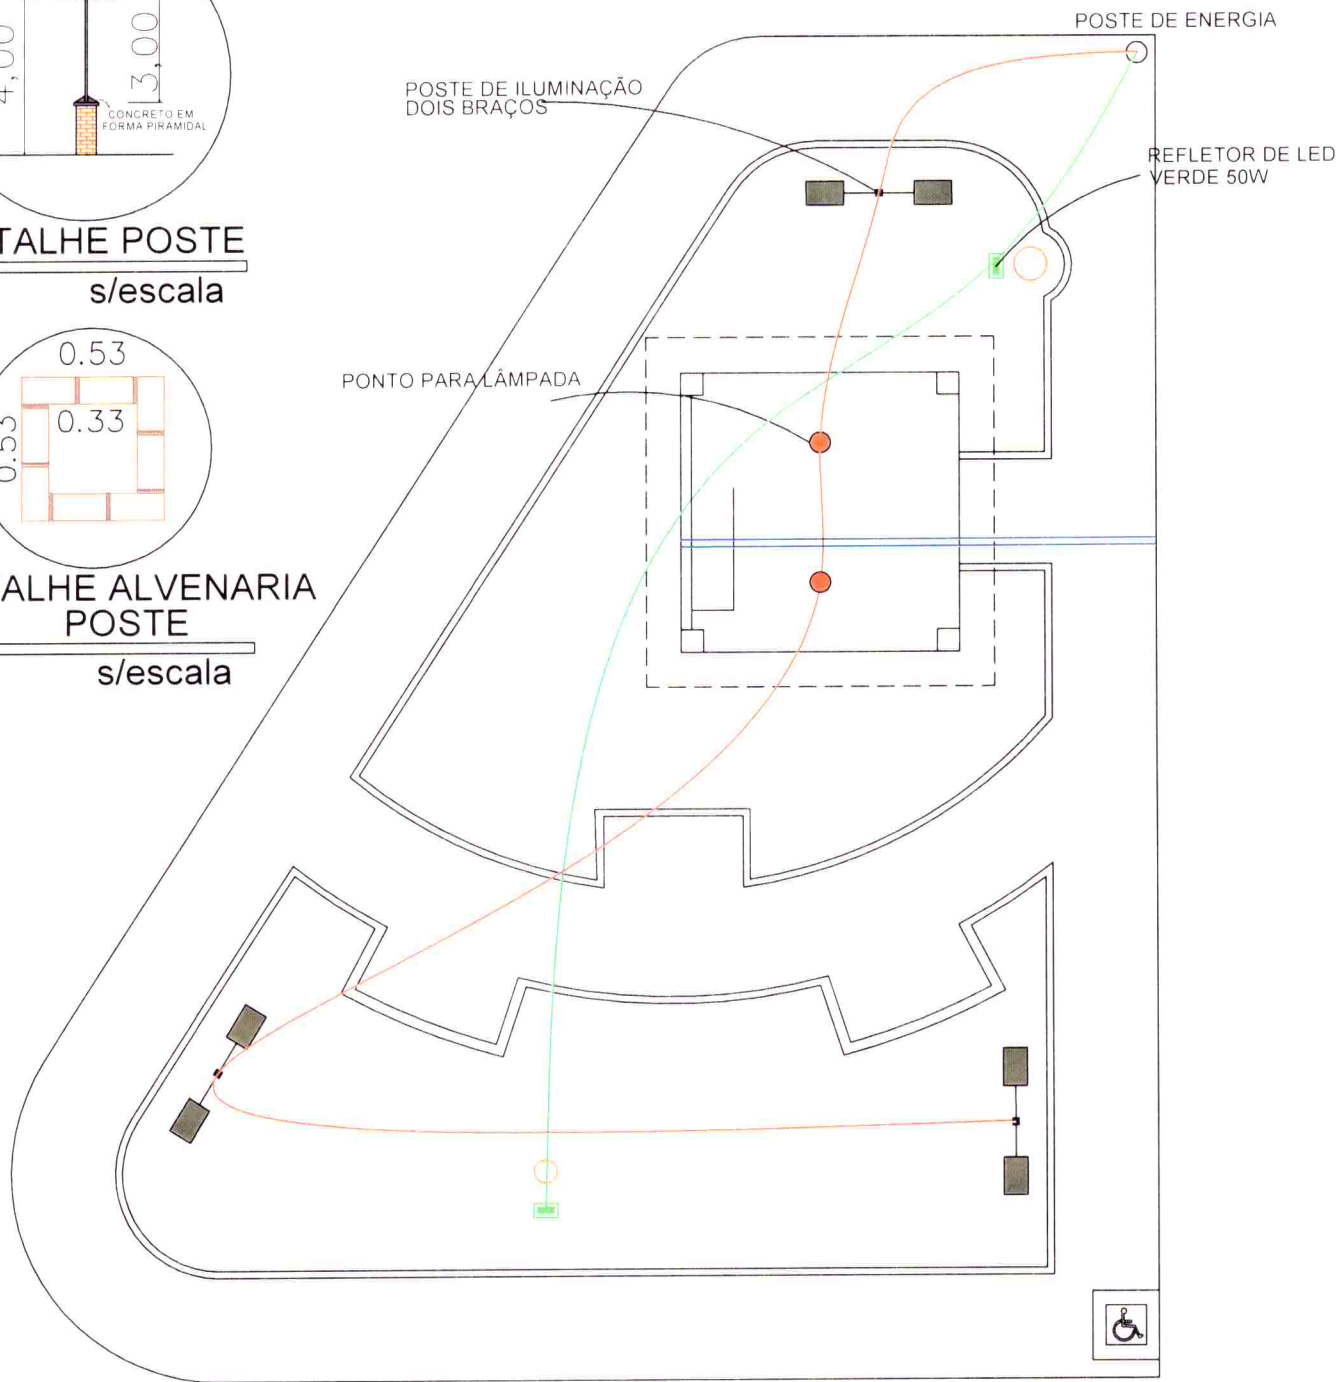 4,00
3,00
CONCRETO EM
FORMA PIRAMIDAL
TALHE POSTE
s/escala
0.53
0.33
0.53
ALHE ALVENARIA
POSTE
s/escala
POSTE DE ENERGIA
POSTE DE ILUMINAÇÃO
DOIS BRAÇOS
REFLETOR DE LED
VERDE 50W
PONTO PARA LÂMPADA